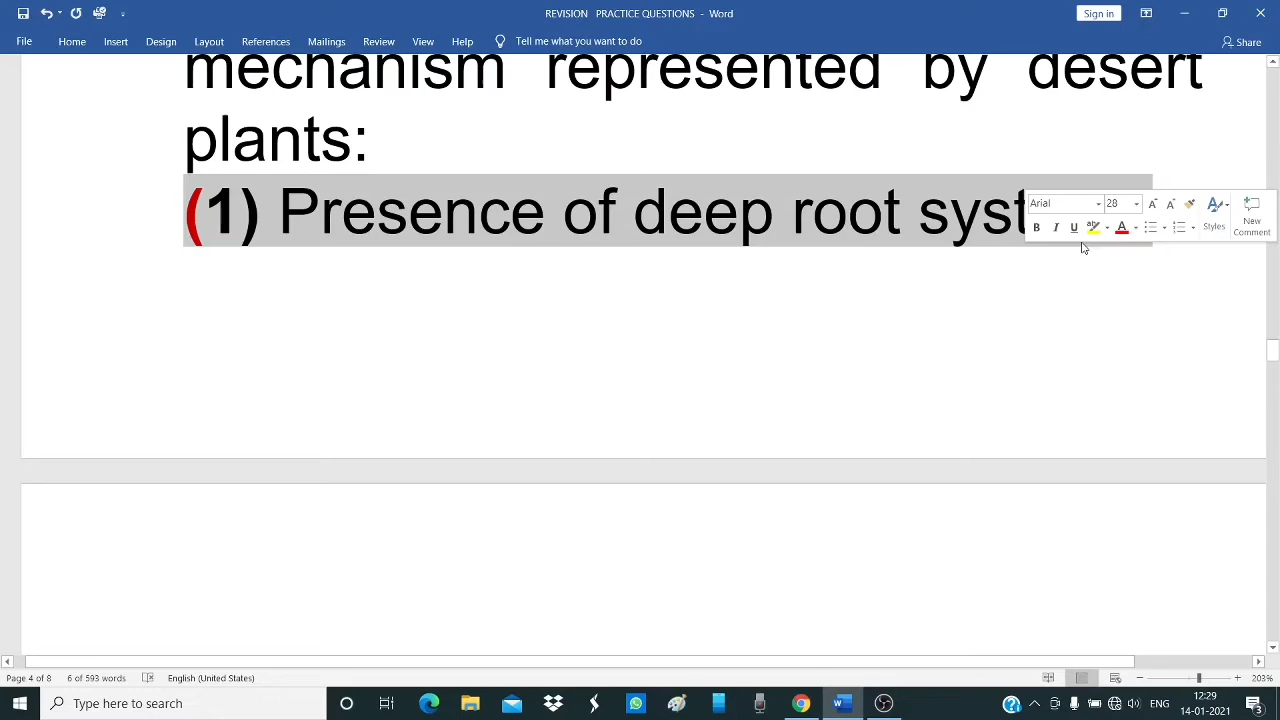 REVISION PRACTICE QUESTIONS - Word
Sign in
File Home Insert Design Layout References Mailings Review View Help Tell me what you want to do Share
mechanism represented by desert
plants:
(1) Presence of deep root
Arial 28
New
Comment
Styles
Page 4 of 8 6 of 593 words English (United States) 203%
Type here to search
ENG
12:29
14-01-2021
3